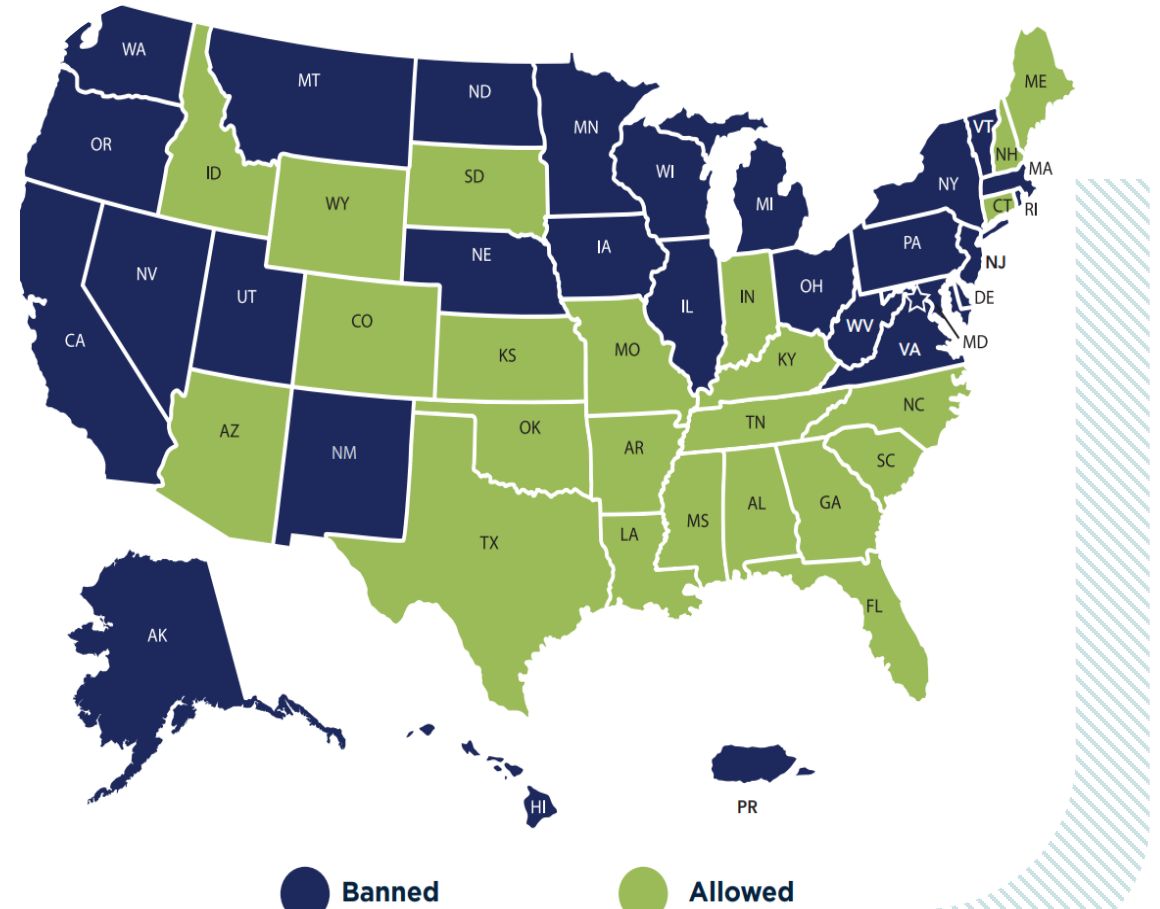 WA
MT
ND
MN
ME
VT
NH
OR
ID
SD
WI
MA
NY
WY
MI
CT
RI
PA
NE
IA
NJ
NV
OH
UT
IN
DE
IL
CO
WV
CA
MD
VA
MO
KS
KY
NC
TN
AZ
OK
AR
NM
SC
AL
GA
MS
LA
TX
FL
AK
HI
PR
Banned Allowed